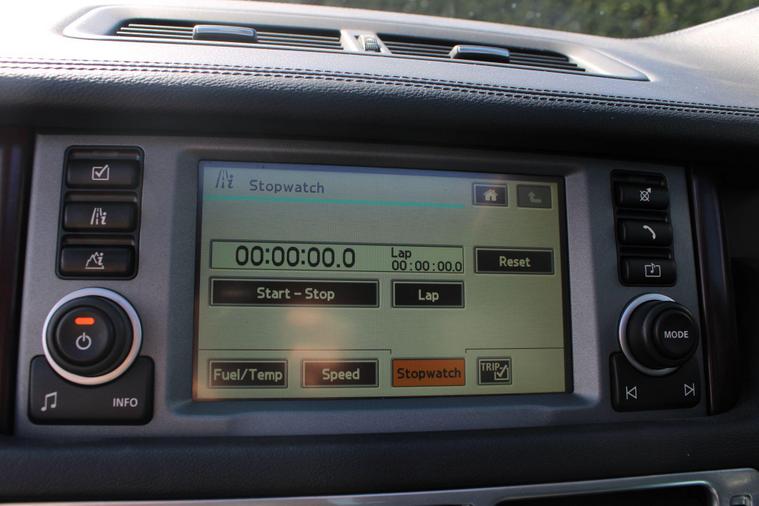 Stopwatch
00:00:00.0
Lap
00:00:00.0
Reset
Start-Stop
Lap
Fuel/Temp
Speed
Stopwatch
TRIP
INFO
MODE